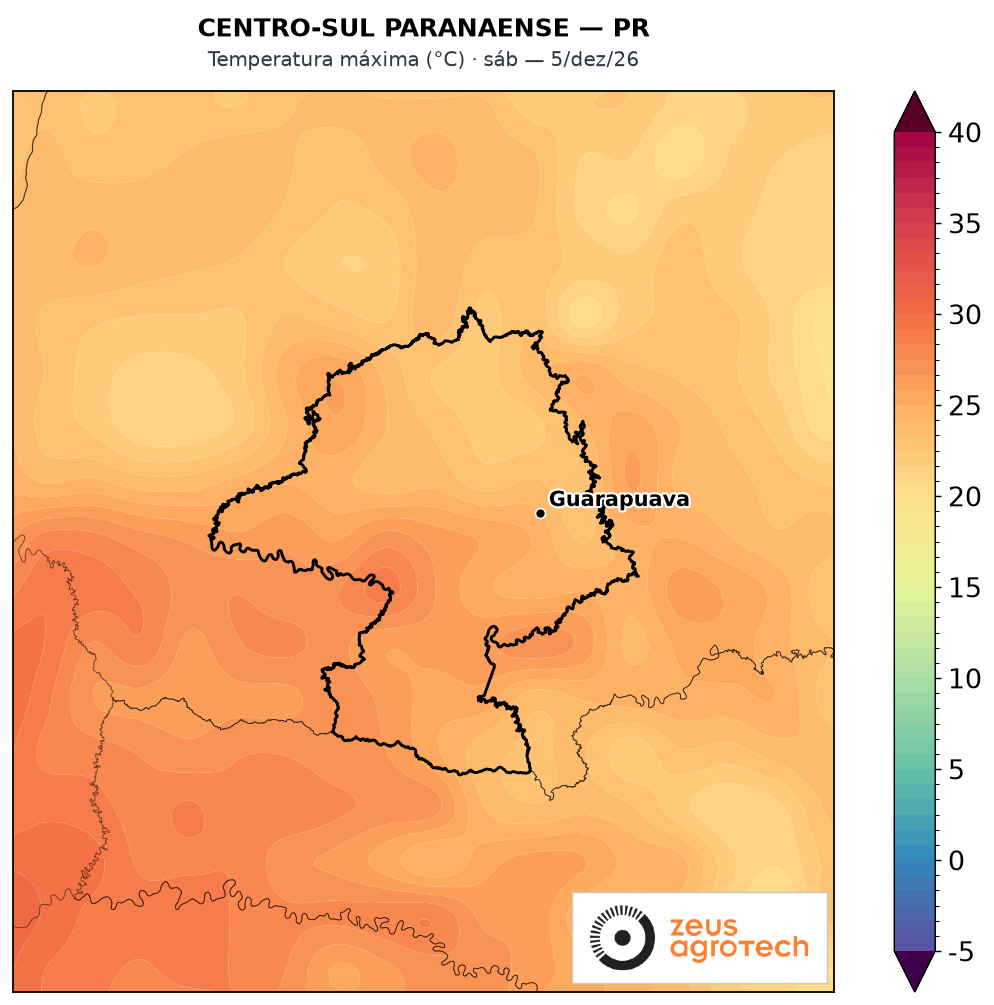 CENTRO-SUL PARANAENSE — PR
Temperatura máxima (°C) · sáb — 5/dez/26
40
35
30
25
20
15
10
5
0
-5
Guarapuava
zeus
agrotech